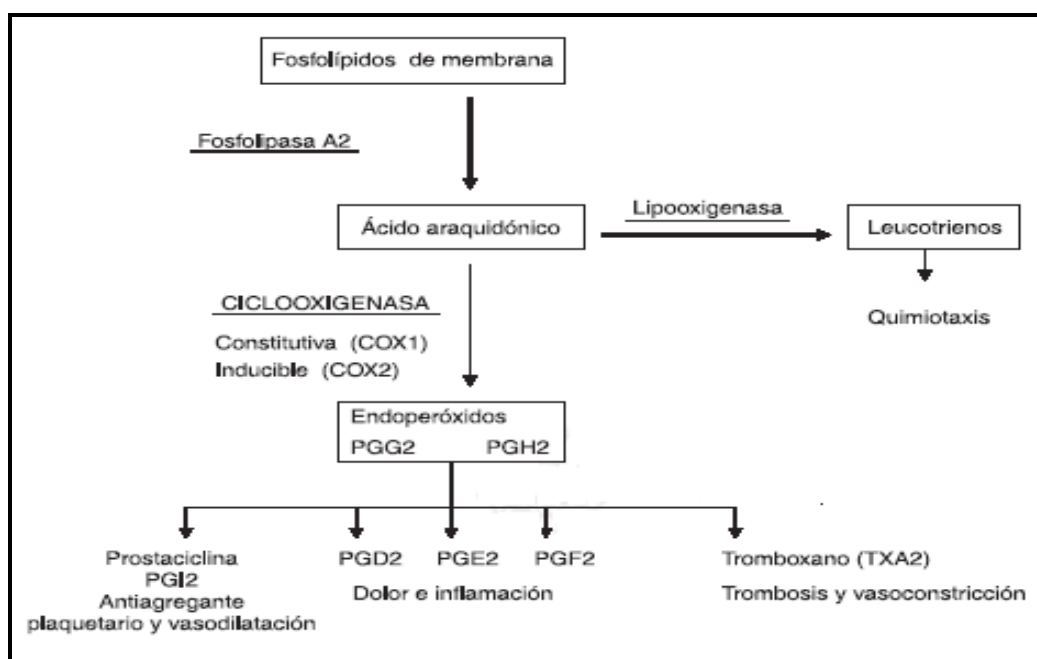 Fosfolípidos de membrana
Fosfolipasa A2
Lipooxigenasa
Ácido araquidónico
Leucotrienos
CICLOOXIGENASA
Quimiotaxis
Constitutiva (COX1)
Inducible (COX2)
Endoperóxidos
PGG2 PGH2
Prostaciclina
PGI2
Antiagregante
plaquetario y vasodilatación
PGD2 PGE2 PGF2
Dolor e inflamación
Tromboxano (TXA2)
Trombosis y vasoconstricción